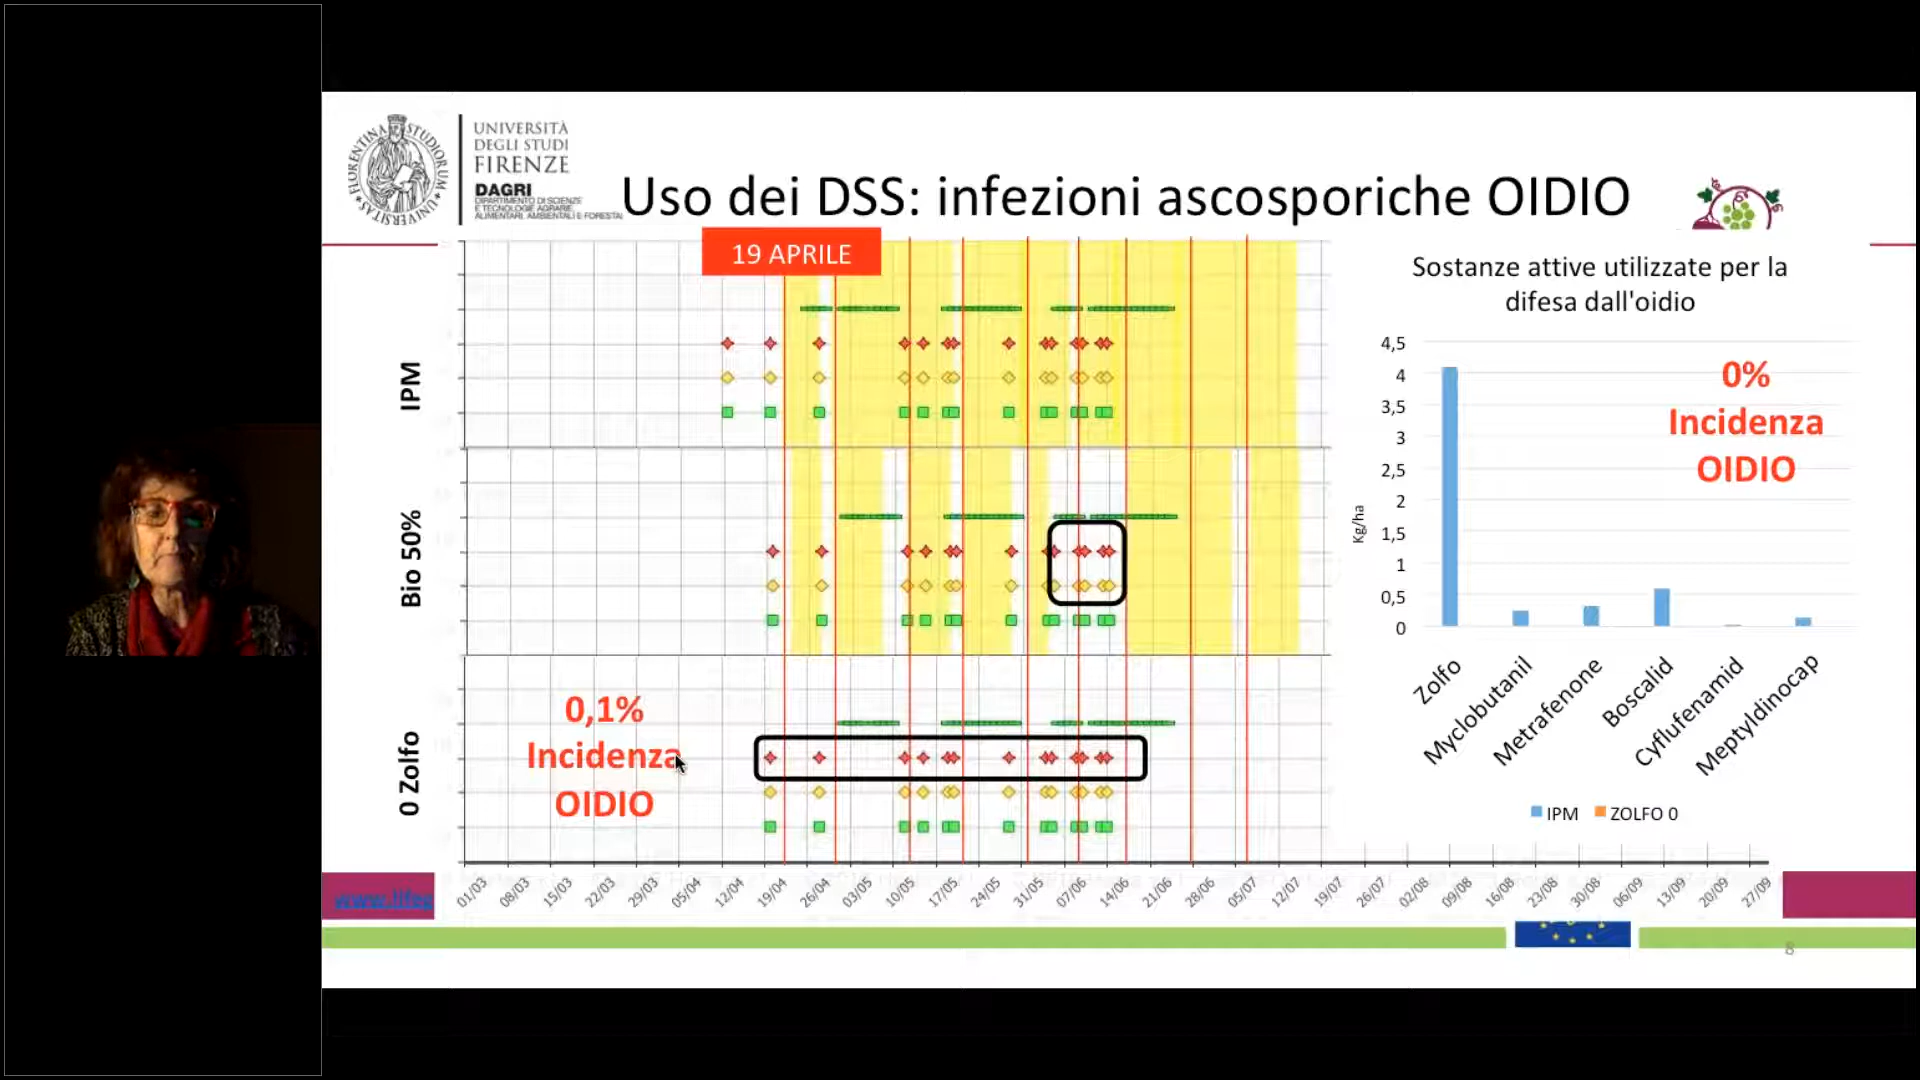 UNIVERSITÀ
DEGLI STUDI
FIRENZE
DAGRI
DIPARTIMENTO DI SCIENZE
E TECNOLOGIE AGRARIE,
ALIMENTARI, AMBIENTALI E FORESTALI
Uso dei DSS: infezioni ascosporiche OIDIO
19 APRILE
IPM
Bio 50%
0 Zolfo
0,1%
Incidenza
OIDIO
Sostanze attive utilizzate per la
difesa dall'oidio
4,5
4
3,5
3
2,5
2
1,5
1
0,5
0
Kg/ha
0%
Incidenza
OIDIO
Zolfo
Myclobutanil
Metrafenone
Boscalid
Cyflufenamid
Meptyldinocap
IPM
ZOLFO 0
01/03
08/03
15/03
22/03
29/03
05/04
12/04
19/04
26/04
03/05
10/05
17/05
24/05
31/05
07/06
14/06
21/06
28/06
05/07
12/07
19/07
26/07
02/08
09/08
16/08
23/08
30/08
06/09
13/09
20/09
27/09
8